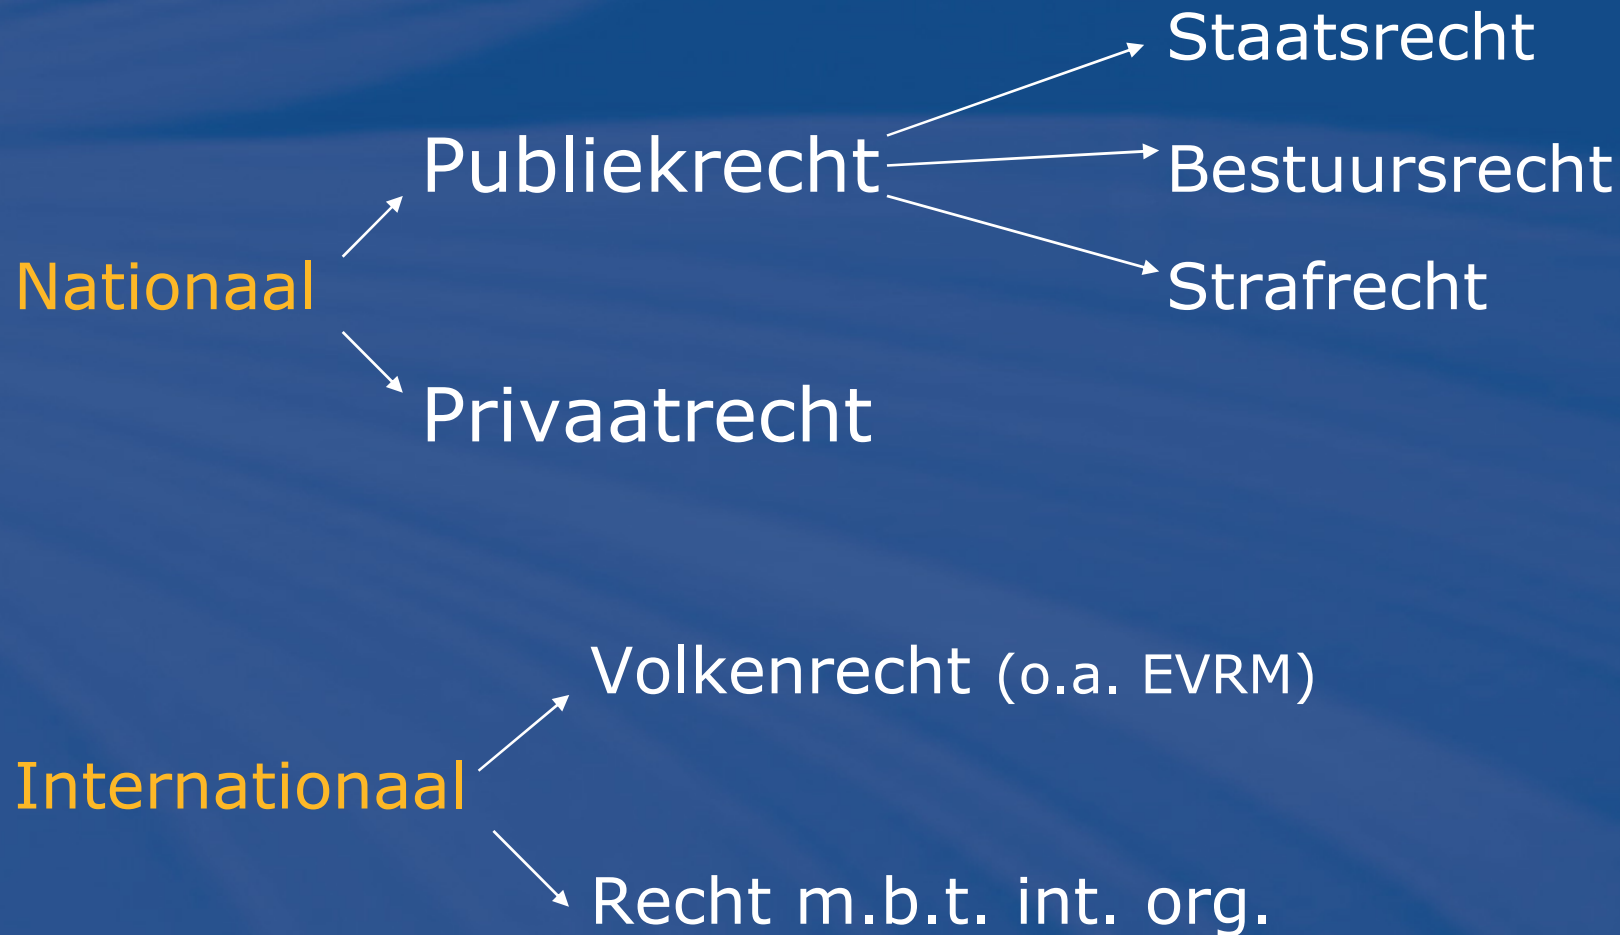 Staatsrecht
Publiekrecht
Bestuursrecht
Nationaal
Strafrecht
Privaatrecht
Volkenrecht (o.a. EVRM)
Internationaal
Recht m.b.t. int. org.